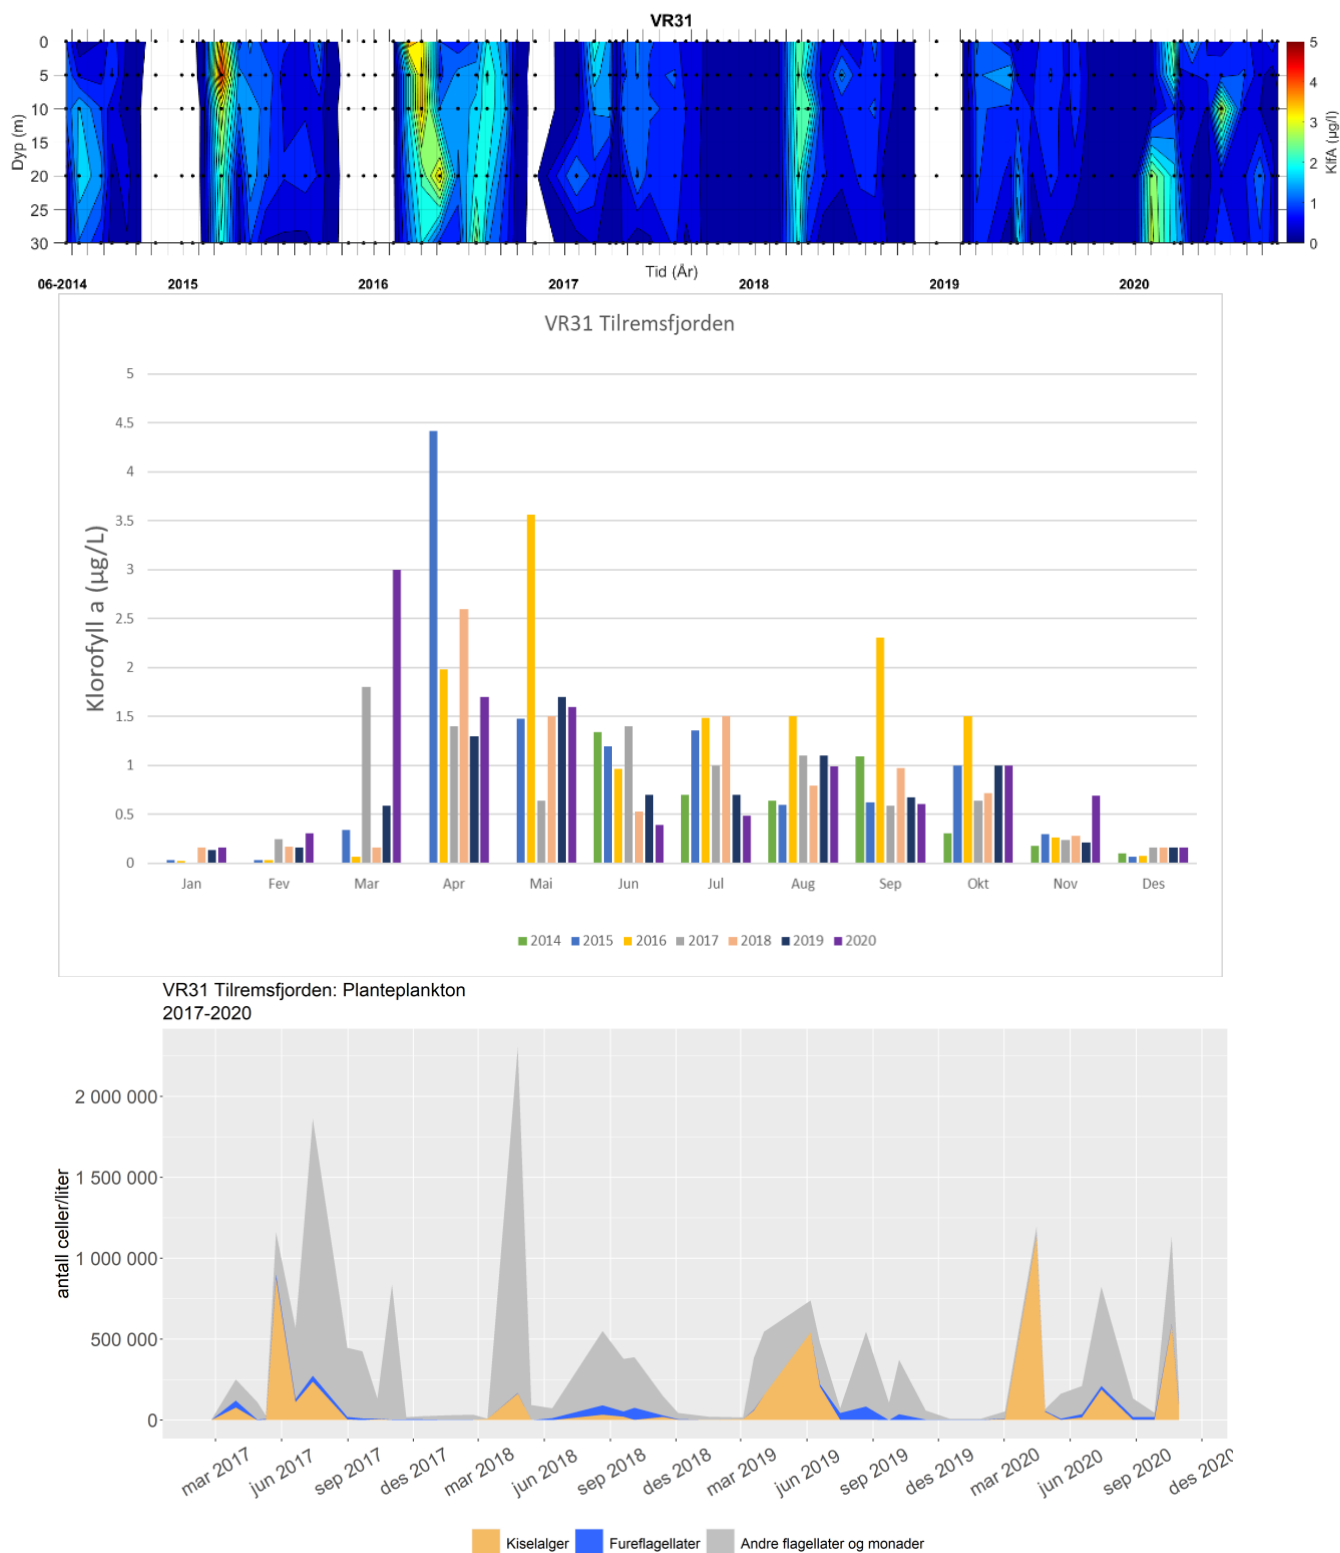 VR31
0
5
10
15
20
25
30
Dyp (m)
5
4
3
2
1
0
KlfA (µg/l)
Tid (År)
06-2014 2015 2016 2017 2018 2019 2020
VR31 Tilremsfjorden
5
4.5
4
3.5
3
2.5
2
1.5
1
0.5
0
Klorofyll a (µg/L)
Jan Fev Mar Apr Mai Jun Jul Aug Sep Okt Nov Des
2014 2015 2016 2017 2018 2019 2020
VR31 Tilremsfjorden: Planteplankton
2017-2020
2 000 000
1 500 000
1 000 000
500 000
0
antall celler/liter
mar 2017 jun 2017 sep 2017 des 2017 mar 2018 jun 2018 sep 2018 des 2018 mar 2019 jun 2019 sep 2019 des 2019 mar 2020 jun 2020 sep 2020 des 2020
Kiselalger Fureflagellater Andre flagellater og monader